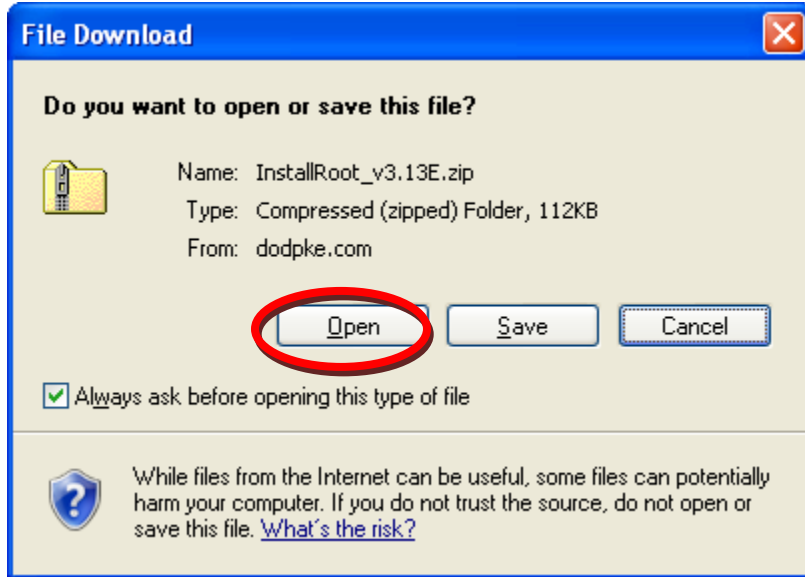 File Download
Do you want to open or save this file?
Name: InstallRoot_v3.13E.zip
Type: Compressed (zipped) Folder, 112KB
From: dodpke.com
Open Save Cancel
Always ask before opening this type of file
While files from the Internet can be useful, some files can potentially
harm your computer. If you do not trust the source, do not open or
save this file. What's the risk?